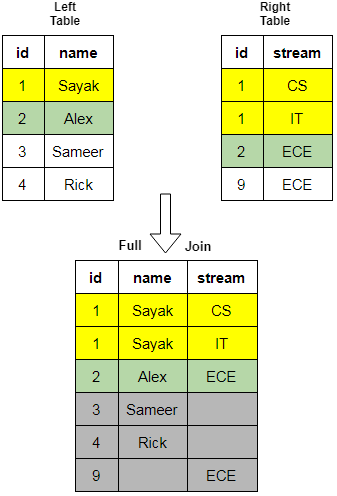 Left Right
Table Table
id name id stream
1 Sayak 1 CS
2 Alex 1 IT
3 Sameer 2 ECE
4 Rick 9 ECE
Full Join
id name stream
1 Sayak CS
1 Sayak IT
2 Alex ECE
3 Sameer
4 Rick
9 ECE